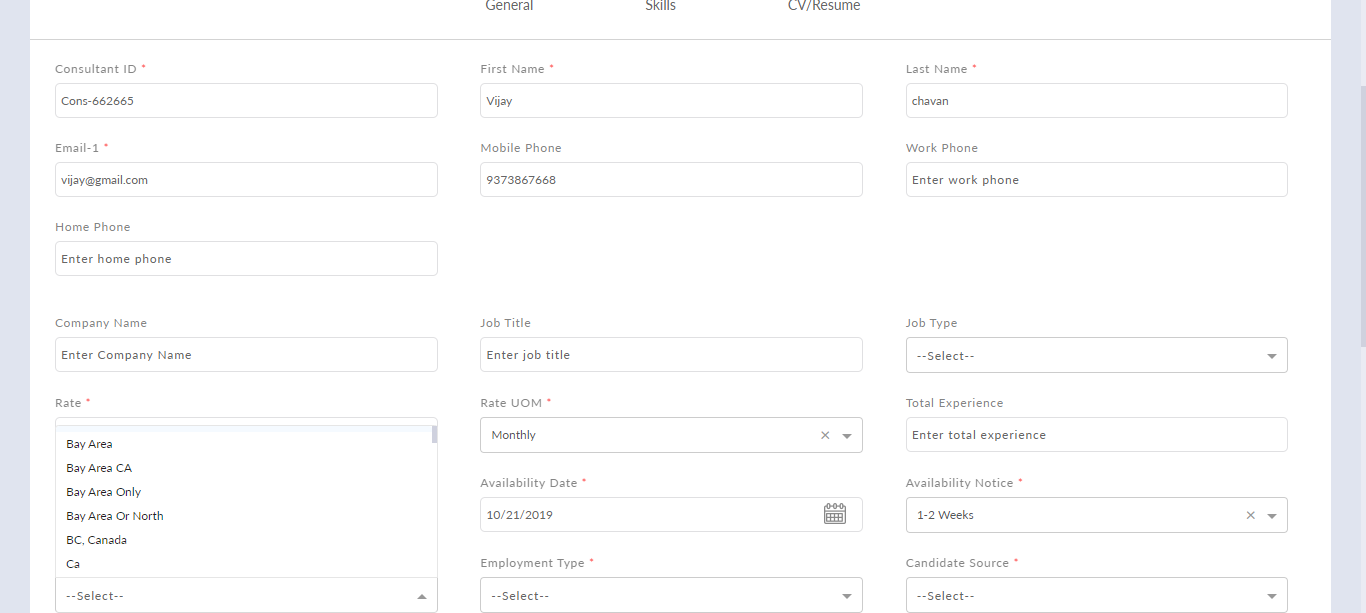 General Skills CV/Resume
Consultant ID * First Name * Last Name *
Cons-662665 Vijay chavan
Email-1 * Mobile Phone Work Phone
vijay@gmail.com 9373867668 Enter work phone
Home Phone
Enter home phone
Company Name Job Title Job Type
Enter Company Name Enter job title --Select--
Rate * Rate UOM * Total Experience
Monthly × Enter total experience
Bay Area
Bay Area CA
Availability Date * Availability Notice *
Bay Area Only
10/21/2019 1-2 Weeks ×
Bay Area Or North
BC, Canada
Ca Employment Type * Candidate Source *
--Select-- --Select-- --Select--